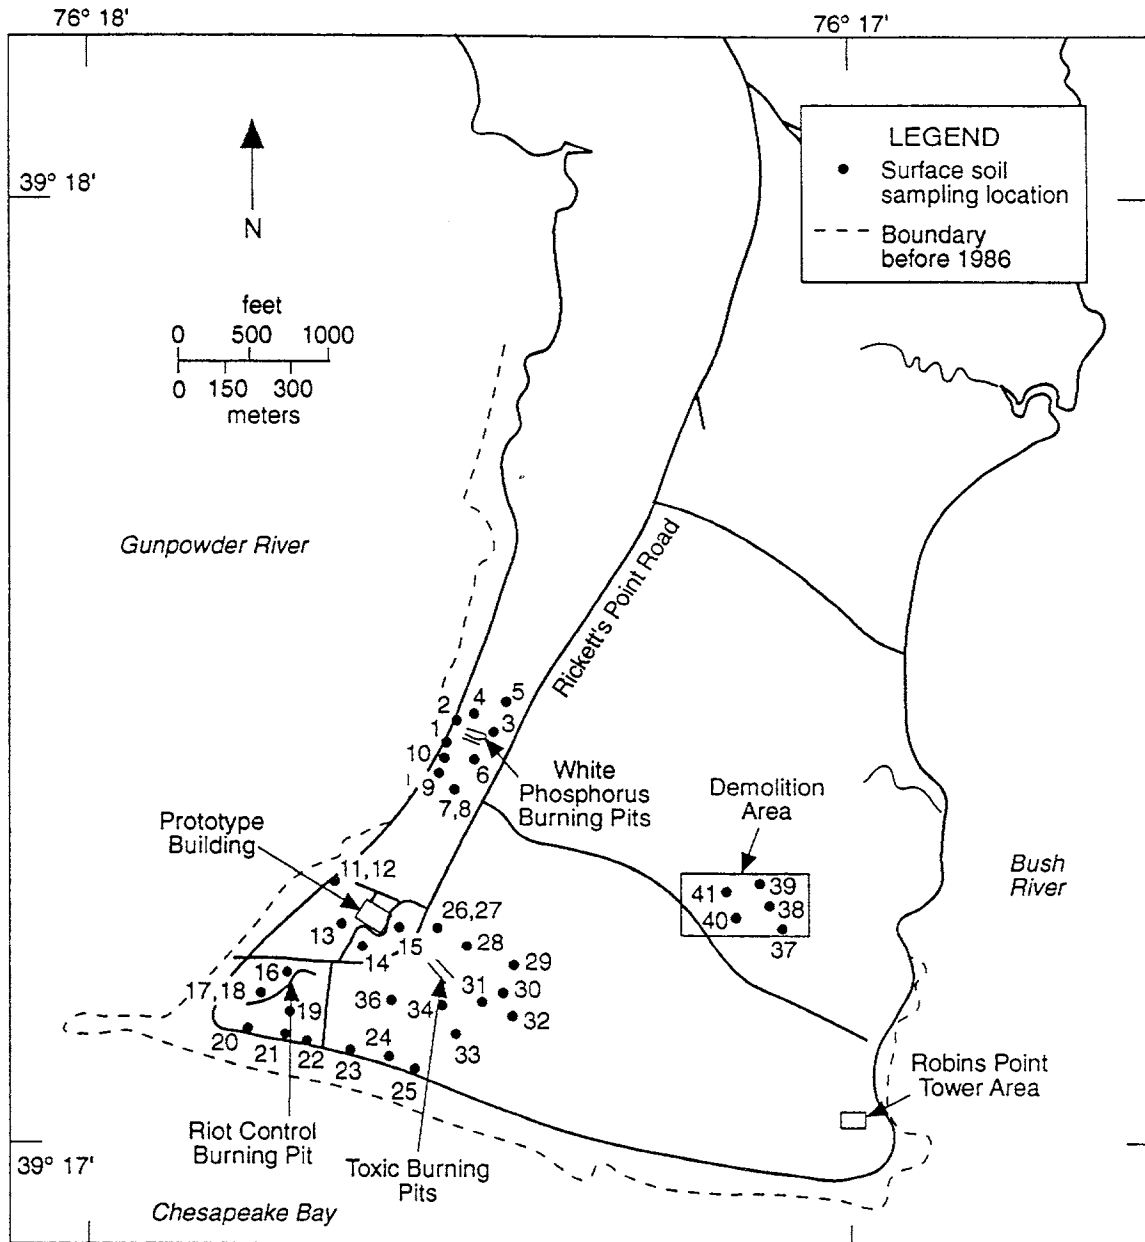 76° 18'
76° 17'
LEGEND
Surface soil
sampling location
Boundary
before 1986
39° 18'
N
feet
0 500 1000
0 150 300
meters
Gunpowder River
Rickett's Point Road
5
4
2
3
1
10
6
9
7,8
White
Phosphorus
Burning Pits
Demolition
Area
Prototype
Building
11,12
Bush
River
39
41
38
40
37
26,27
13
15
28
14
29
16
31
30
17, 18
36
34
19
32
20
24
33
21
22
23
25
Robins Point
Tower Area
Riot Control
Burning Pit
Toxic Burning
Pits
39° 17'
Chesapeake Bay